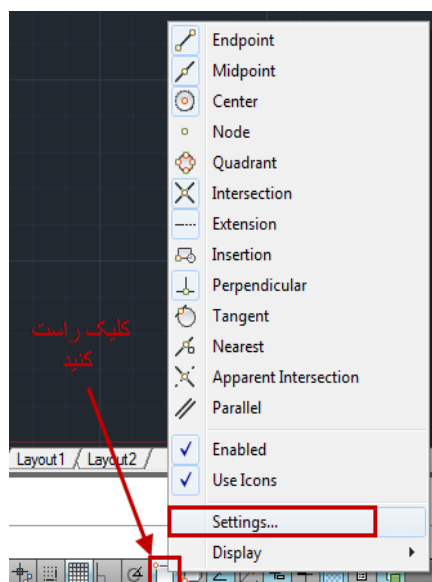 Endpoint
Midpoint
Center
Node
Quadrant
Intersection
Extension
Insertion
Perpendicular
Tangent
Nearest
Apparent Intersection
Parallel
Enabled
Use Icons
Settings...
Display
کلیک راست
کنید
Layout1 / Layout2 /